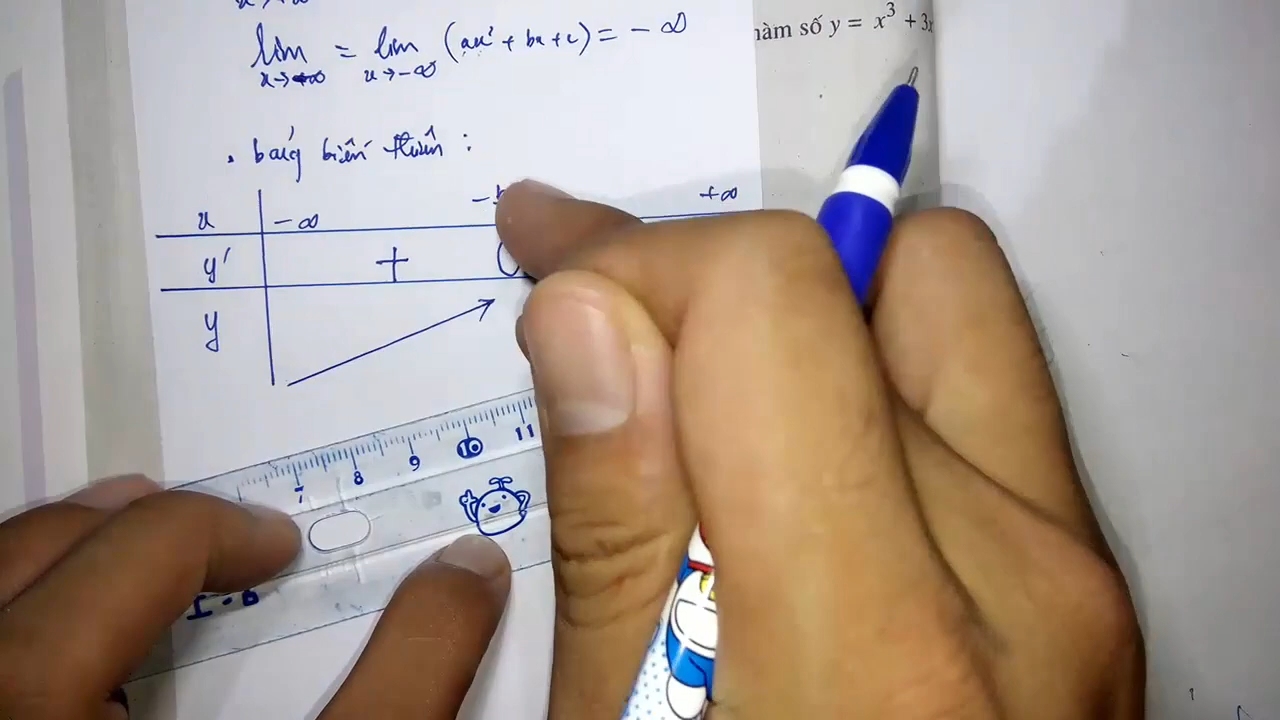 lim = lim (ax² + bx + c) = - ∞
x→-∞ x→-∞
hàm số y = x³ + 3x
. bảng biến thiên :
x -∞ -b +∞
y' + 0
y
7 8 9 10 11